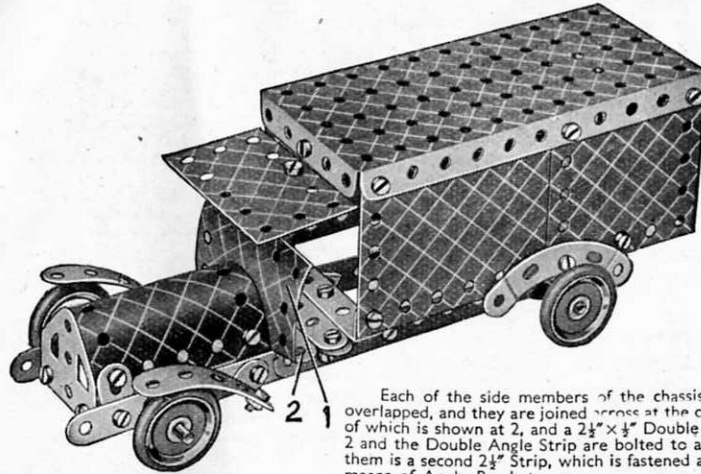 2 1
Each of the side members of the chassis
overlapped, and they are joined across at the
of which is shown at 2, and a 2½″ × ½″ Double
2 and the Double Angle Strip are bolted to a
them is a second 2½″ Strip, which is fastened